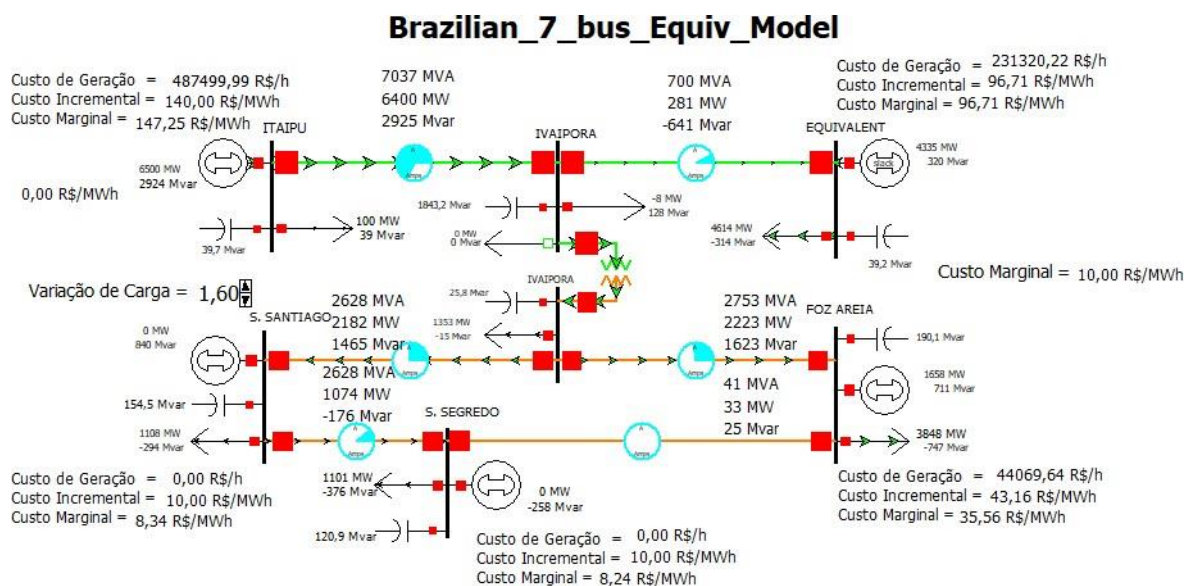 Brazilian_7_bus_Equiv_Model
Custo de Geração = 487499,99 R$/h
Custo Incremental = 140,00 R$/MWh
Custo Marginal = 147,25 R$/MWh
7037 MVA
6400 MW
2925 Mvar
700 MVA
281 MW
-641 Mvar
Custo de Geração = 231320,22 R$/h
Custo Incremental = 96,71 R$/MWh
Custo Marginal = 96,71 R$/MWh
ITAIPU
IVAIPORA
EQUIVALENT
6500 MW
2924 Mvar
A
Amps
A
Amps
slack
4335 MW
320 Mvar
0,00 R$/MWh
39,7 Mvar
100 MW
39 Mvar
1843,2 Mvar
-8 MW
128 Mvar
4614 MW
-314 Mvar
39,2 Mvar
0 MW
0 Mvar
Custo Marginal = 10,00 R$/MWh
Variação de Carga = 1,60
IVAIPORA
25,8 Mvar
1353 MW
-15 Mvar
S. SANTIAGO
2628 MVA
2182 MW
1465 Mvar
2753 MVA
2223 MW
1623 Mvar
FOZ AREIA
0 MW
840 Mvar
A
Amps
A
Amps
190,1 Mvar
1658 MW
711 Mvar
154,5 Mvar
2628 MVA
1074 MW
-176 Mvar
41 MVA
33 MW
25 Mvar
S. SEGREDO
1108 MW
-294 Mvar
A
Amps
A
Amps
3848 MW
-747 Mvar
1101 MW
-376 Mvar
0 MW
-258 Mvar
120,9 Mvar
Custo de Geração = 0,00 R$/h
Custo Incremental = 10,00 R$/MWh
Custo Marginal = 8,34 R$/MWh
Custo de Geração = 0,00 R$/h
Custo Incremental = 10,00 R$/MWh
Custo Marginal = 8,24 R$/MWh
Custo de Geração = 44069,64 R$/h
Custo Incremental = 43,16 R$/MWh
Custo Marginal = 35,56 R$/MWh